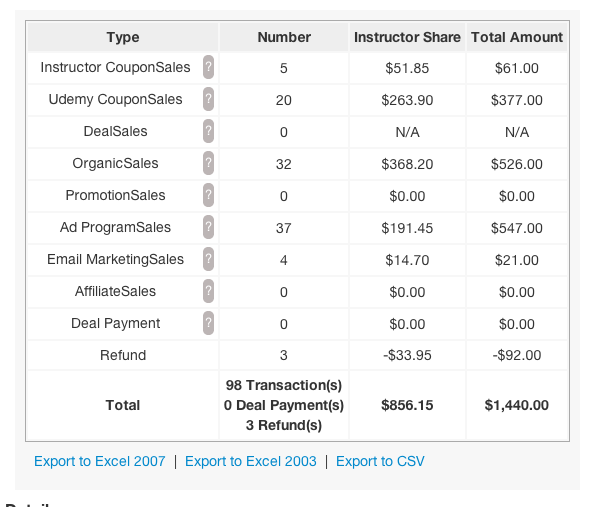 Type Number Instructor Share Total Amount
Instructor CouponSales ? 5 $51.85 $61.00
Udemy CouponSales ? 20 $263.90 $377.00
DealSales ? 0 N/A N/A
OrganicSales ? 32 $368.20 $526.00
PromotionSales ? 0 $0.00 $0.00
Ad ProgramSales ? 37 $191.45 $547.00
Email MarketingSales ? 4 $14.70 $21.00
AffiliateSales ? 0 $0.00 $0.00
Deal Payment ? 0 $0.00 $0.00
Refund 3 -$33.95 -$92.00
98 Transaction(s)
Total 0 Deal Payment(s) $856.15 $1,440.00
3 Refund(s)
Export to Excel 2007 | Export to Excel 2003 | Export to CSV